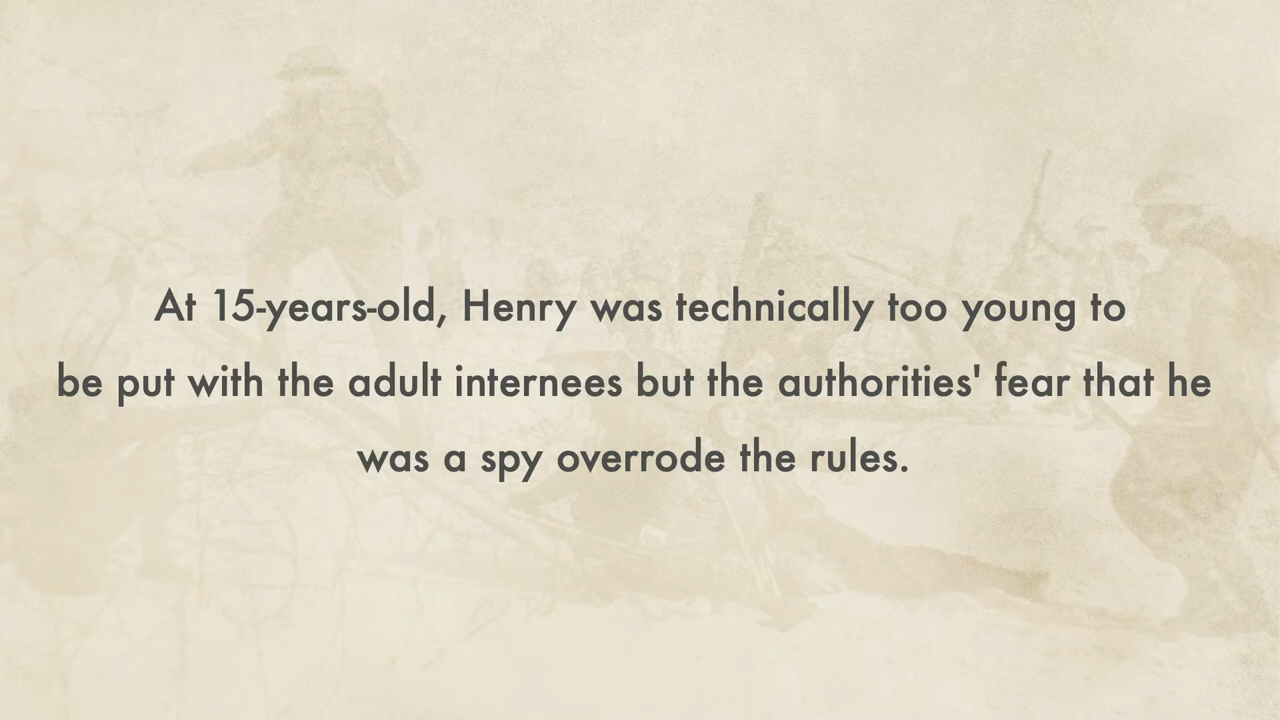 At 15-years-old, Henry was technically too young to
be put with the adult internees but the authorities' fear that he
was a spy overrode the rules.